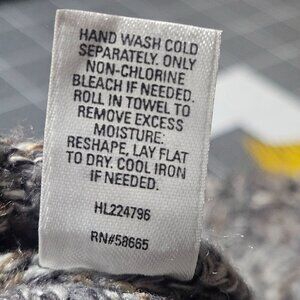 HAND WASH COLD
SEPARATELY. ONLY
NON-CHLORINE
BLEACH IF NEEDED.
ROLL IN TOWEL TO
REMOVE EXCESS
MOISTURE:
RESHAPE, LAY FLAT
TO DRY. COOL IRON
IF NEEDED.
HL224796
RN#58665